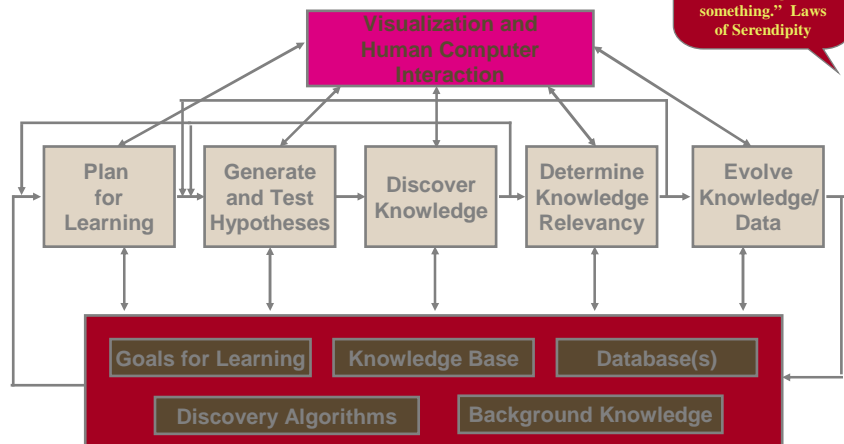 something.” Laws
of Serendipity
Visualization and
Human Computer
Interaction
Plan
for
Learning
Generate
and Test
Hypotheses
Discover
Knowledge
Determine
Knowledge
Relevancy
Evolve
Knowledge/
Data
Goals for Learning
Knowledge Base
Database(s)
Discovery Algorithms
Background Knowledge